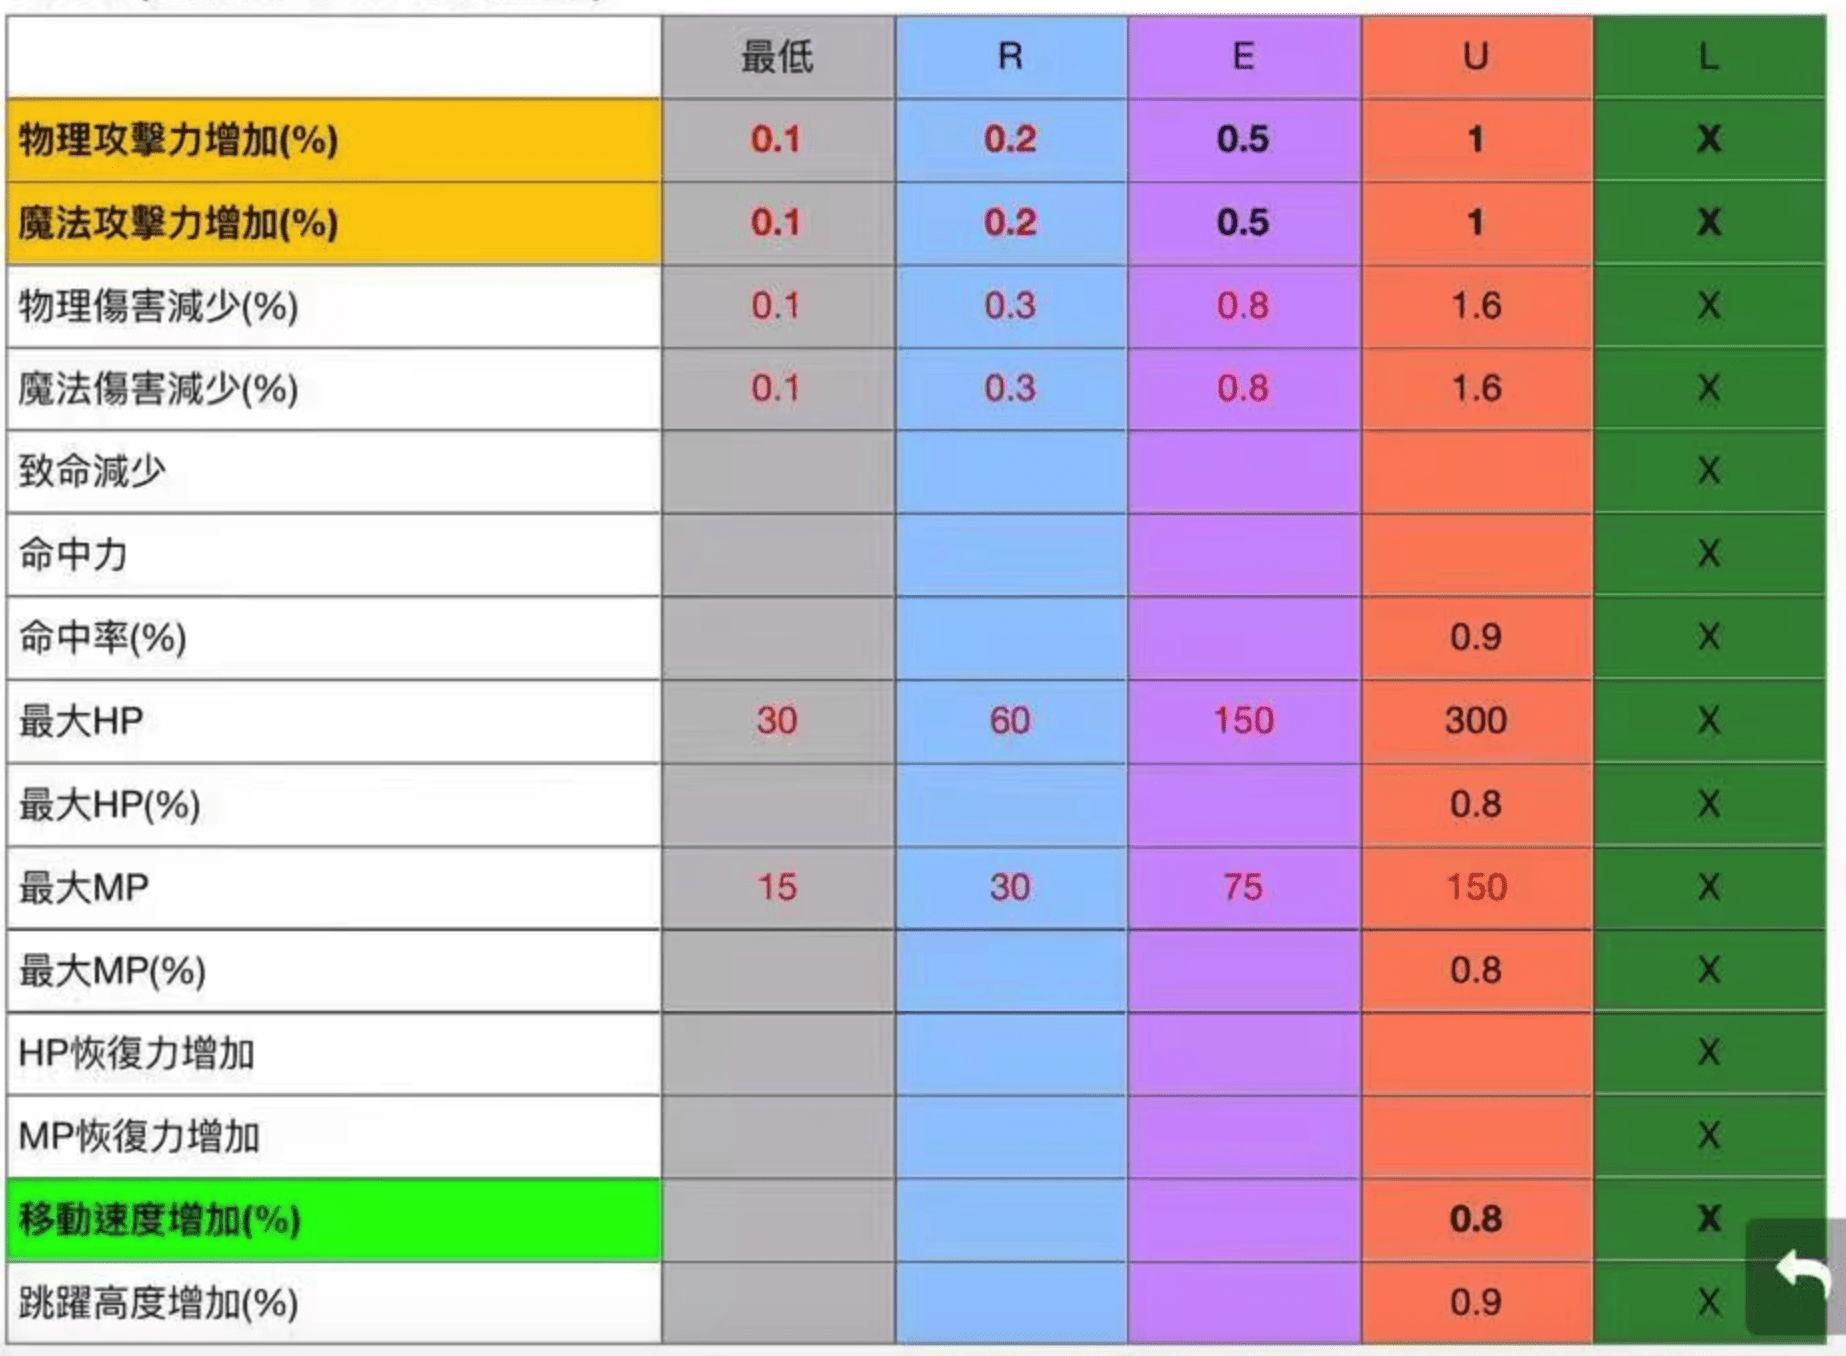 最低 R E U L
物理攻擊力增加(%) 0.1 0.2 0.5 1 X
魔法攻擊力增加(%) 0.1 0.2 0.5 1 X
物理傷害減少(%) 0.1 0.3 0.8 1.6 X
魔法傷害減少(%) 0.1 0.3 0.8 1.6 X
致命減少 X
命中力 X
命中率(%) 0.9 X
最大HP 30 60 150 300 X
最大HP(%) 0.8 X
最大MP 15 30 75 150 X
最大MP(%) 0.8 X
HP恢復力增加 X
MP恢復力增加 X
移動速度增加(%) 0.8 X
跳躍高度增加(%) 0.9 X